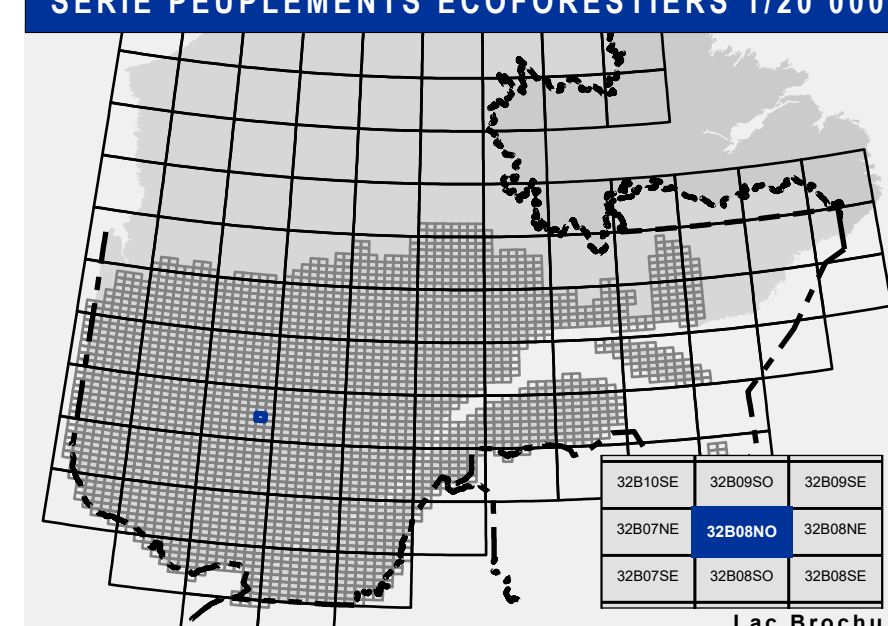 SÉRIE PEUPLEMENTS ÉCOFORESTIERS 1/20 000
32B10SE 32B09SO 32B09SE
32B07NE 32B08NO 32B08NE
32B07SE 32B08SO 32B08SE
Lac Brochu